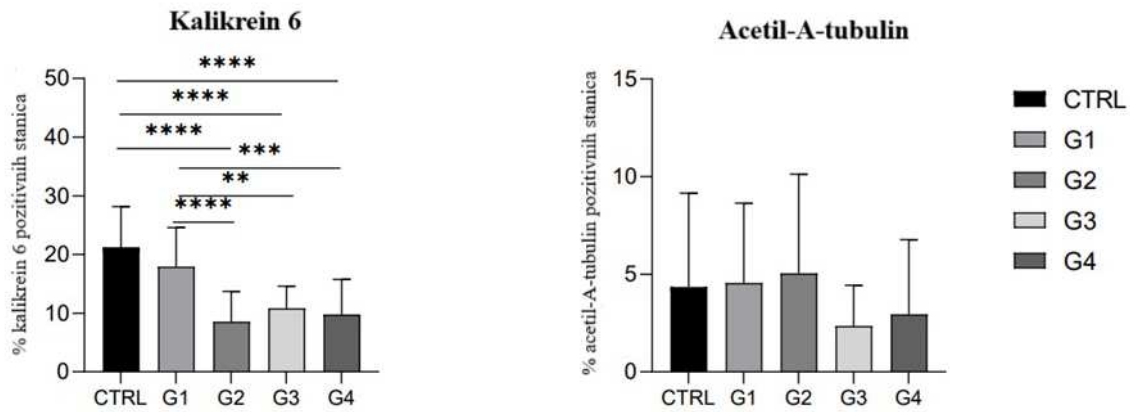 Kalikrein 6
% kalikrein 6 pozitivnih stanica
50
40
30
20
10
0
****
****
****
***
**
****
CTRL G1 G2 G3 G4
Acetil-A-tubulin
% acetil-A-tubulin pozitivnih stanica
15
10
5
0
CTRL G1 G2 G3 G4
CTRL
G1
G2
G3
G4